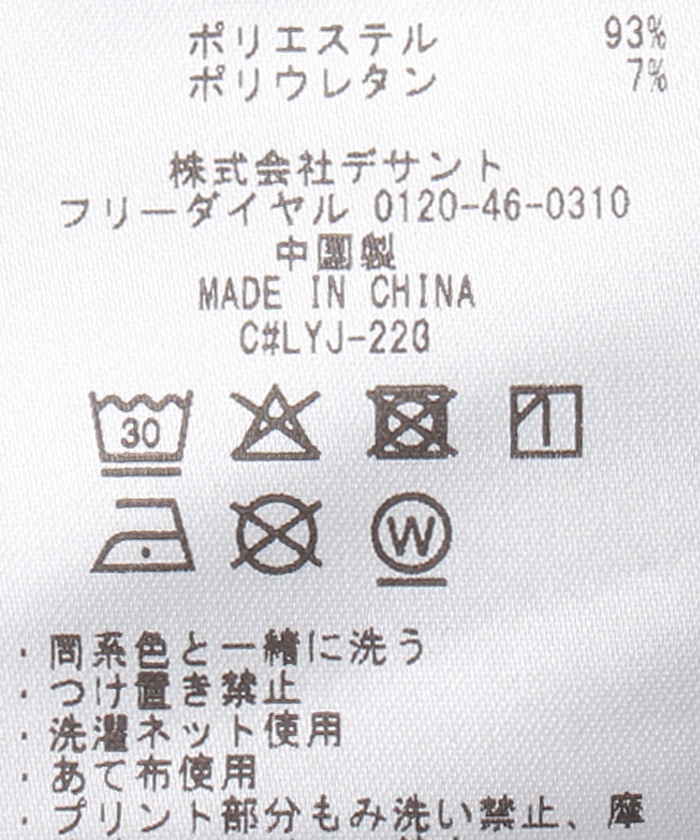 ポリエステル 93%
ポリウレタン 7%
株式会社デサント
フリーダイヤル 0120-46-0310
中国製
MADE IN CHINA
C#LYJ-220
30
W
・同系色と一緒に洗う
・つけ置き禁止
・洗濯ネット使用
・あて布使用
・プリント部分もみ洗い禁止、摩